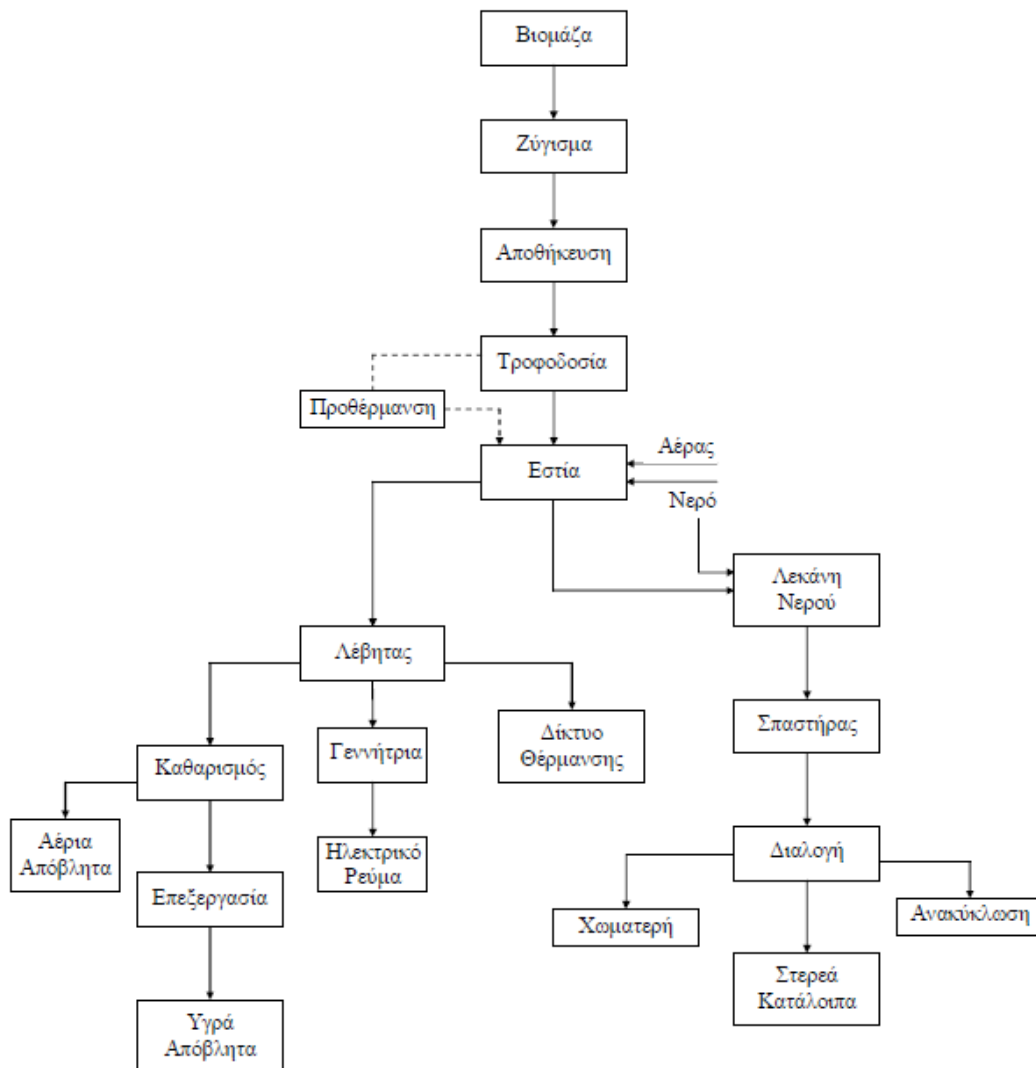 Βιομάζα
Ζύγισμα
Αποθήκευση
Τροφοδοσία
Προθέρμανση
Εστία
Αέρας
Νερό
Λεκάνη
Νερού
Λέβητας
Σπαστήρας
Καθαρισμός
Γεννήτρια
Δίκτυο
Θέρμανσης
Αέρια
Απόβλητα
Ηλεκτρικό
Ρεύμα
Διαλογή
Επεξεργασία
Χωματερή
Ανακύκλωση
Στερεά
Κατάλοιπα
Υγρά
Απόβλητα